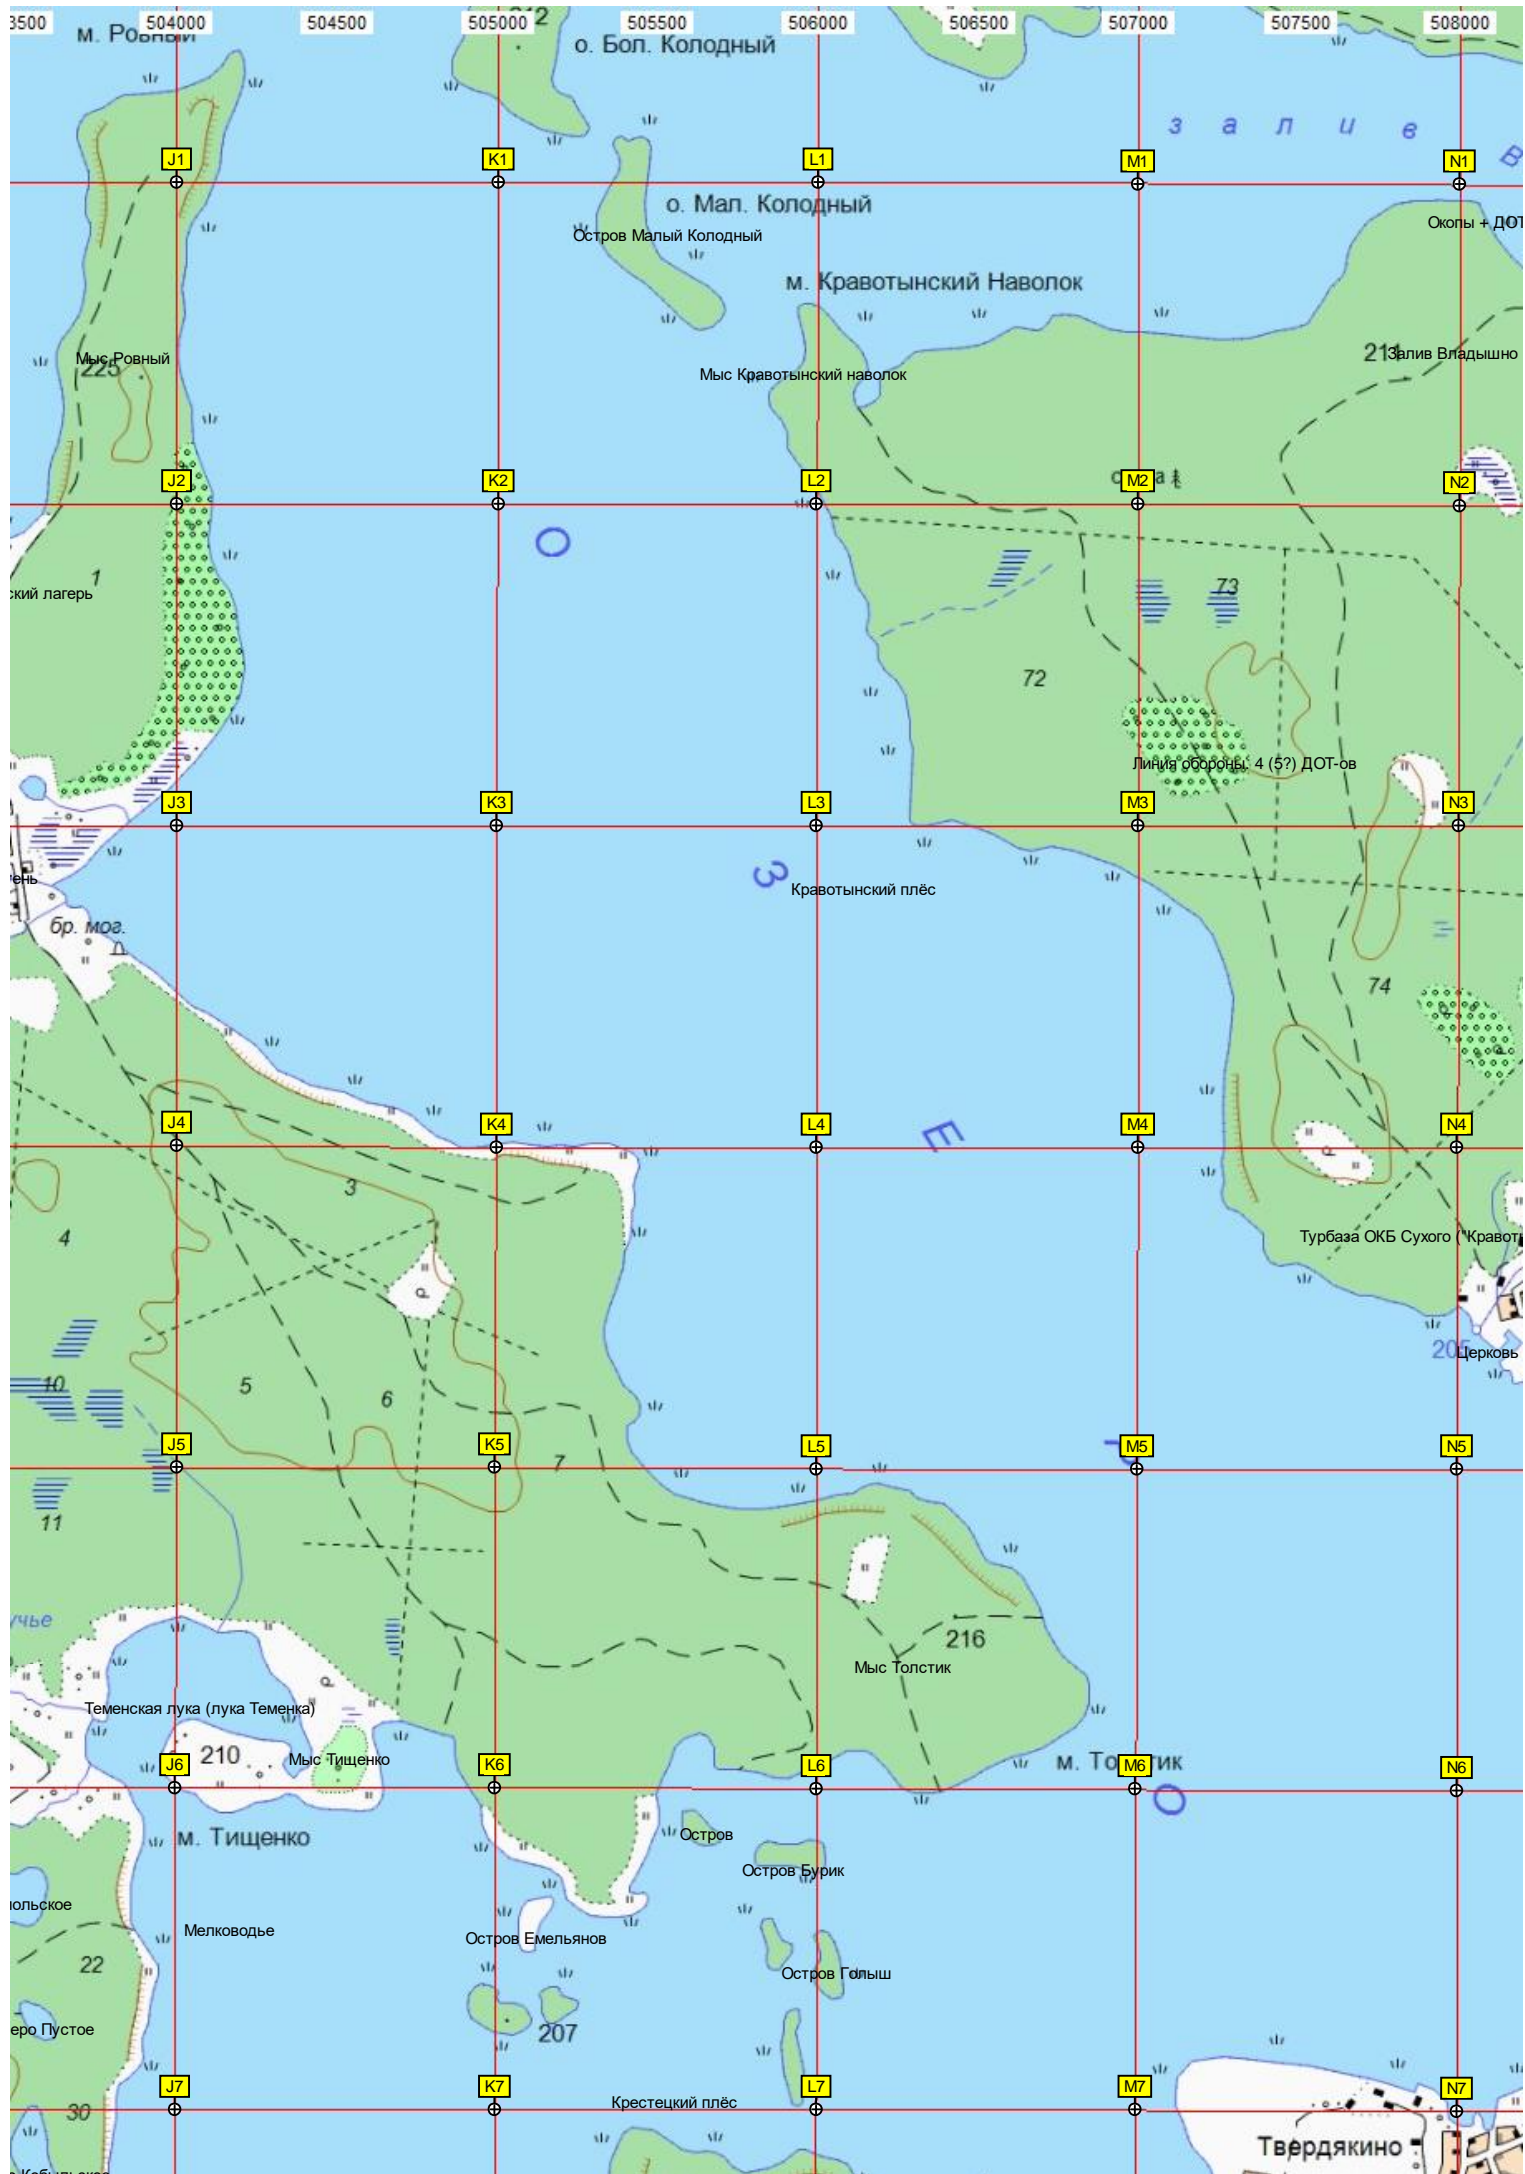 3500 504000 504500 505000 505500 506000 506500 507000 507500 508000
м. Ровный
о. Бол. Колодный
з а л и в
В
J1 K1 L1 M1 N1
о. Мал. Колодный
Остров Малый Колодный
Окопы + ДОТ
м. Кравотынский Наволок
Мыс Ровный
225
Мыс Кравотынский наволок
Залив Владышно
J2 K2 L2 M2 N2
О
1
73
ский лагерь
72
Линия обороны: 4 (5?) ДОТ-ов
J3 K3 L3 M3 N3
З
Кравотынский плёс
ень
бр. мог.
74
Е
J4 K4 L4 M4 N4
3
4
Турбаза ОКБ Сухого ("Кравот
Церковь
10
5
6
Р
J5 K5 L5 M5 N5
7
11
учье
216
Мыс Толстик
Теменская лука (лука Теменка)
210
Мыс Тищенко
J6 K6 L6 M6 N6
О
м. Тищенко
Остров
Остров Бурик
ольское
Мелководье
Остров Емельянов
22
Остров Голыш
еро Пустое
207
J7 K7 L7 M7 N7
30
Крестецкий плёс
Твердякино